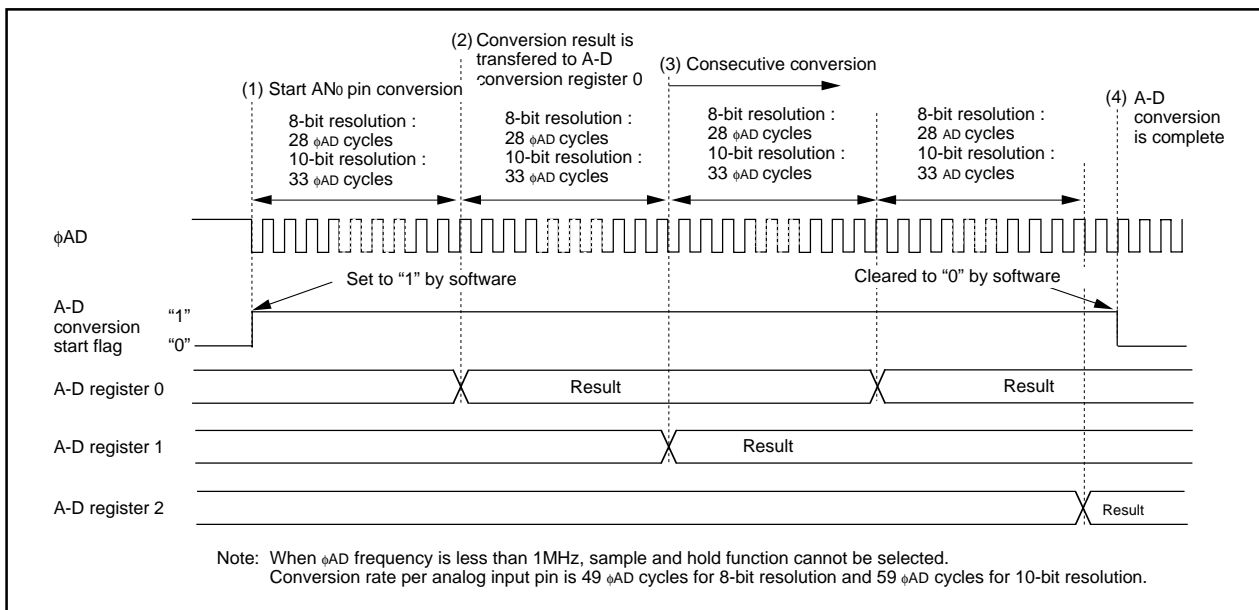 (2) Conversion result is
transfered to A-D
conversion register 0
(1) Start AN0 pin conversion
(3) Consecutive conversion
(4) A-D
conversion
is complete
8-bit resolution :
28 ϕAD cycles
10-bit resolution :
33 ϕAD cycles
8-bit resolution :
28 ϕAD cycles
10-bit resolution :
33 ϕAD cycles
8-bit resolution :
28 ϕAD cycles
10-bit resolution :
33 ϕAD cycles
8-bit resolution :
28 AD cycles
10-bit resolution :
33 AD cycles
ϕAD
Set to “1” by software
Cleared to “0” by software
A-D
conversion
start flag
“1”
“0”
A-D register 0
Result
Result
A-D register 1
Result
A-D register 2
Result
Note: When ϕAD frequency is less than 1MHz, sample and hold function cannot be selected.
Conversion rate per analog input pin is 49 ϕAD cycles for 8-bit resolution and 59 ϕAD cycles for 10-bit resolution.